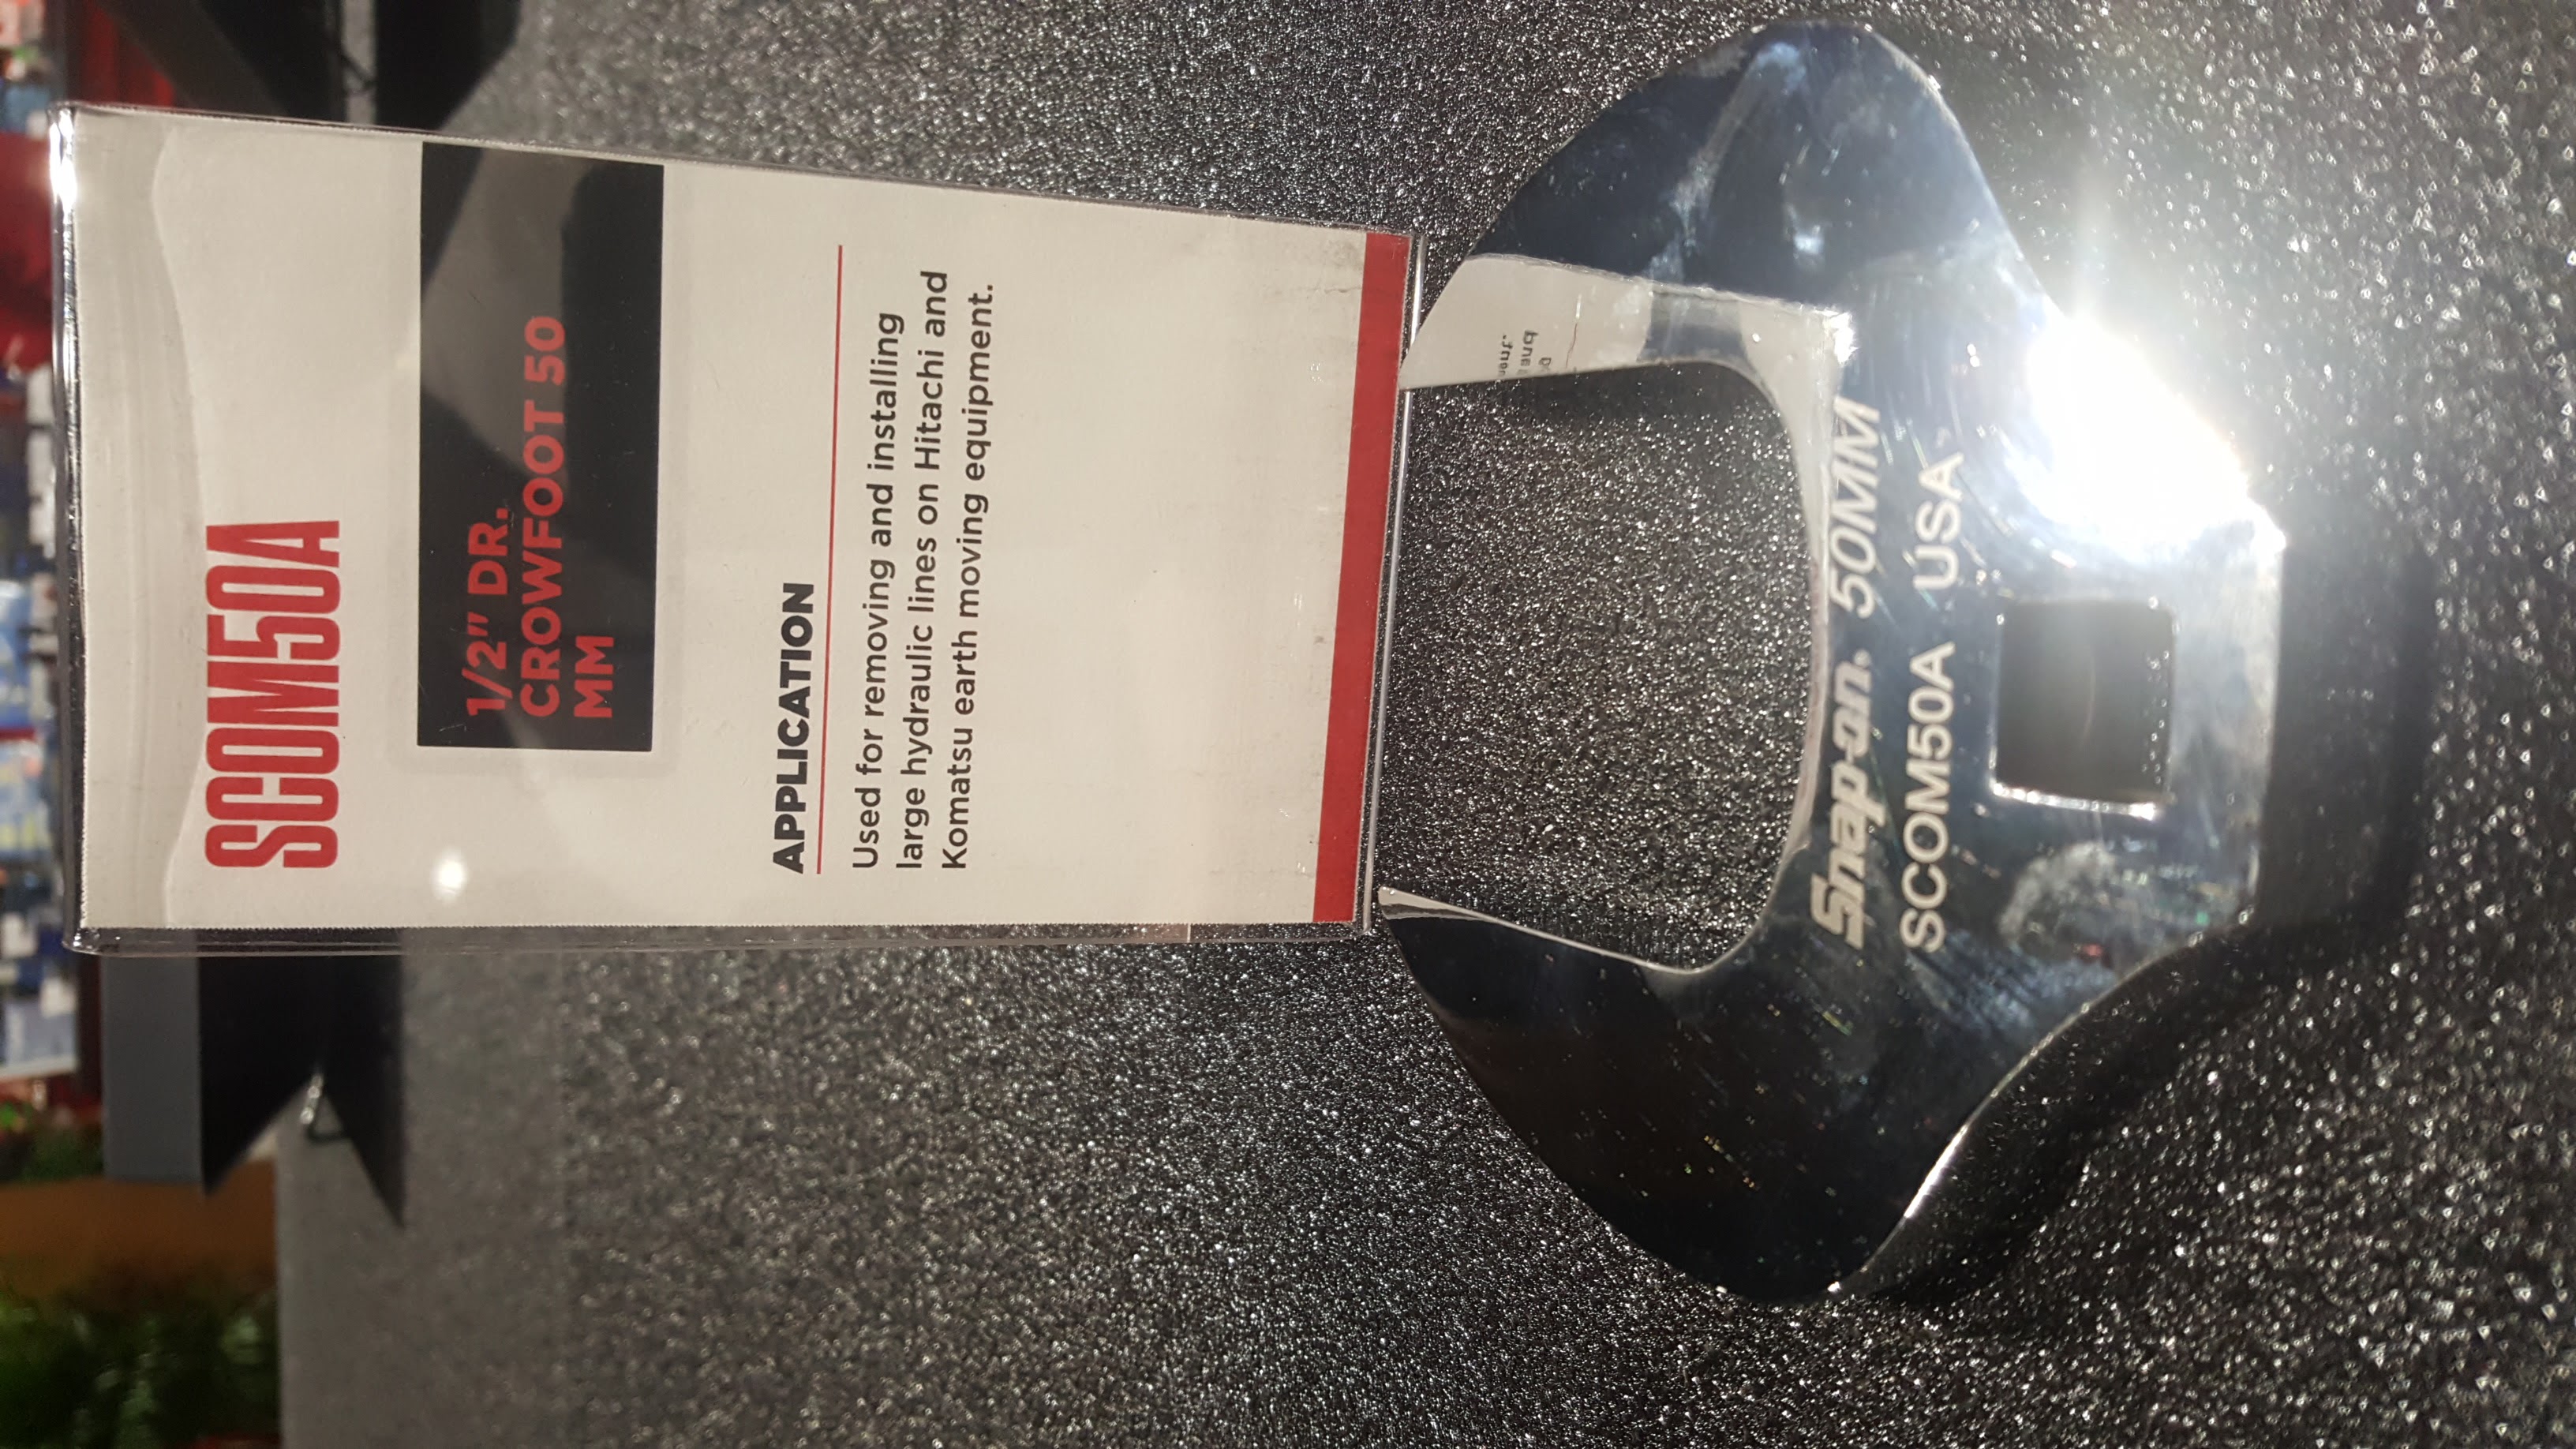 SCOM50A
1/2" DR.
CROWFOOT 50
MM
APPLICATION
Used for removing and installing
large hydraulic lines on Hitachi and
Komatsu earth moving equipment.
Snap-on. 50MM
SCOM50A USA